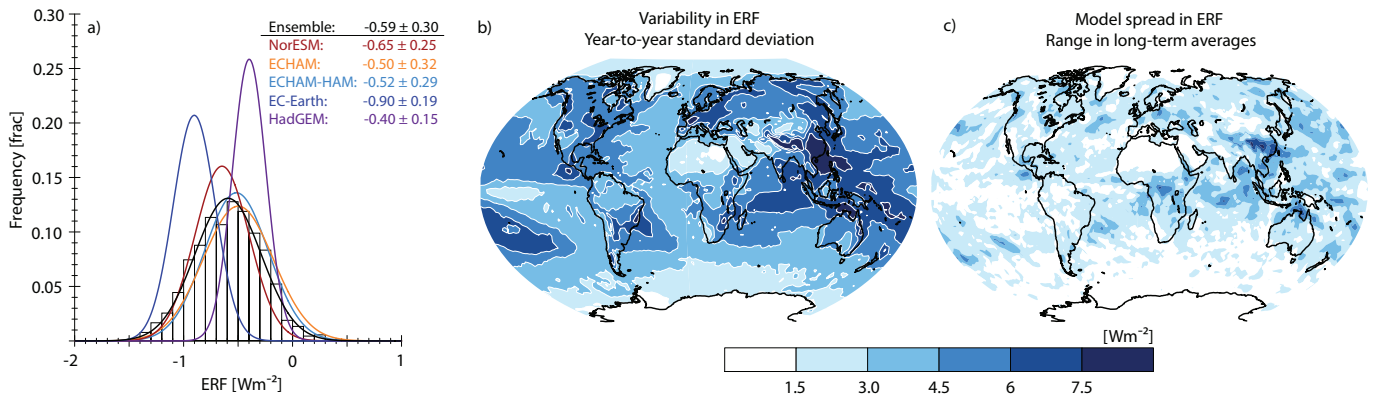 a)
Ensemble: -0.59 ± 0.30
NorESM: -0.65 ± 0.25
ECHAM: -0.50 ± 0.32
ECHAM-HAM: -0.52 ± 0.29
EC-Earth: -0.90 ± 0.19
HadGEM: -0.40 ± 0.15
Frequency [frac]
0.30
0.25
0.20
0.15
0.10
0.05
-2
-1
0
1
ERF [Wm⁻²]
b)
Variability in ERF
Year-to-year standard deviation
c)
Model spread in ERF
Range in long-term averages
[Wm⁻²]
1.5 3.0 4.5 6 7.5